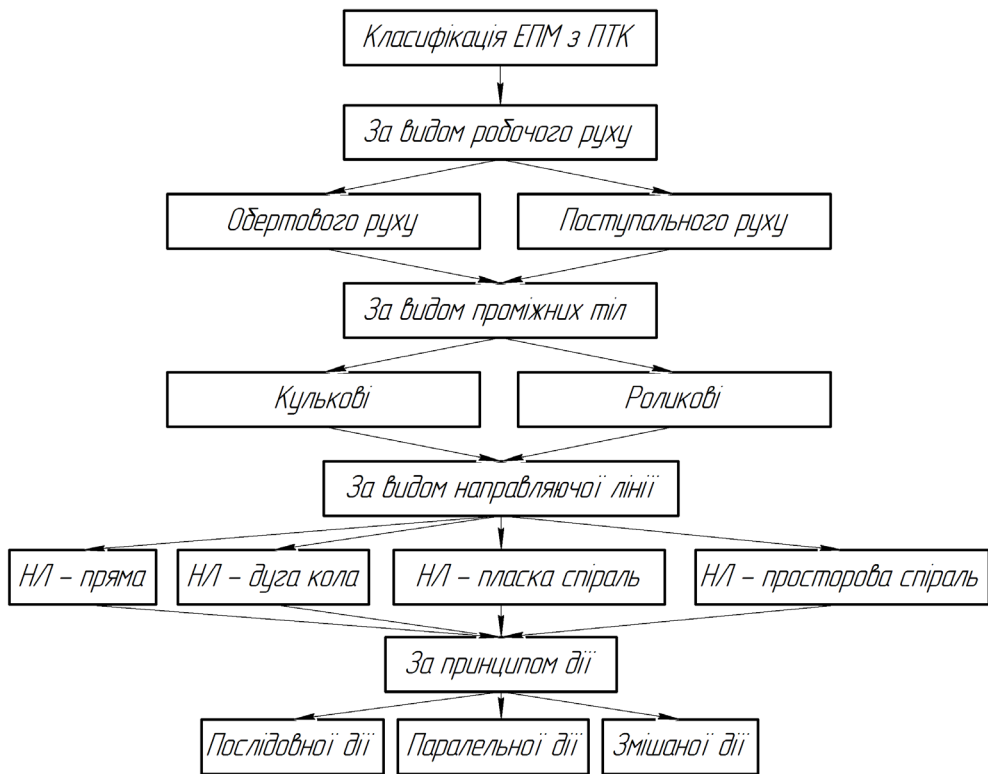 Класифікація ЕПМ з ПТК
За видом робочого руху
Обертового руху
Поступального руху
За видом проміжних тіл
Кулькові
Роликові
За видом направляючої лінії
НЛ – пряма
НЛ – дуга кола
НЛ – пласка спіраль
НЛ – просторова спіраль
За принципом дії
Послідовної дії
Паралельної дії
Змішаної дії